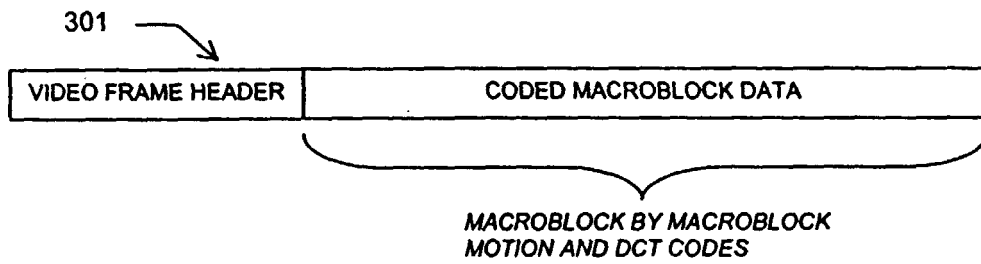 301
VIDEO FRAME HEADER
CODED MACROBLOCK DATA
MACROBLOCK BY MACROBLOCK
MOTION AND DCT CODES